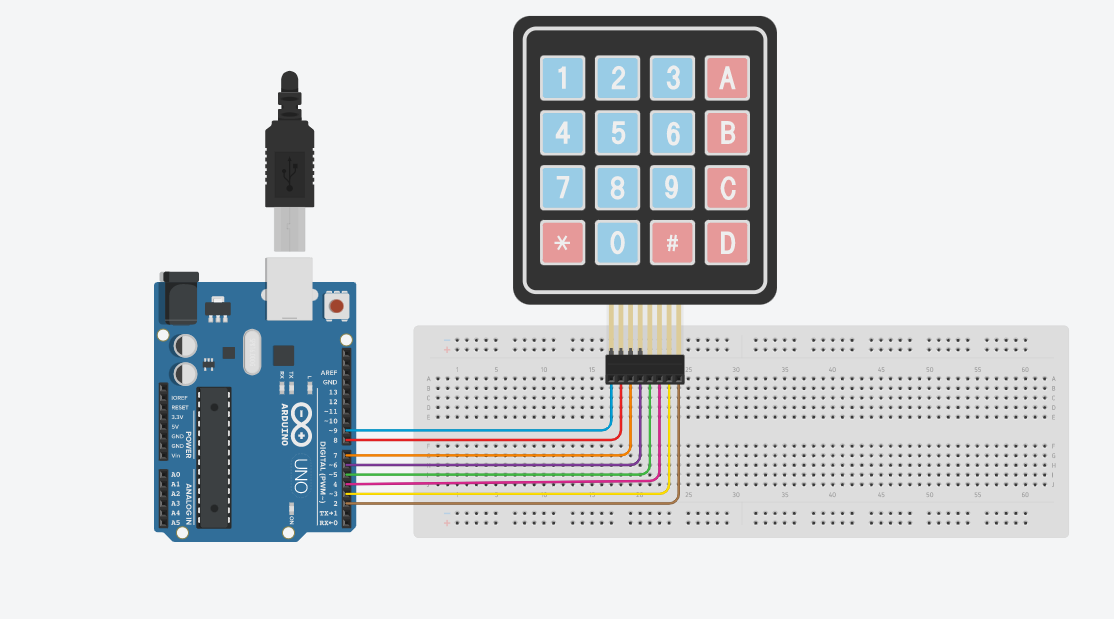 1 2 3 A
4 5 6 B
7 8 9 C
* 0 # D
AREF
GND
13
12
~11
~10
~9
8
7
~6
~5
4
~3
2
TX→1
RX←0
DIGITAL (PWM~)
RX
TX
L
ARDUINO
UNO
ON
IOREF
RESET
3.3V
5V
GND
GND
Vin
POWER
A0
A1
A2
A3
A4
A5
ANALOG IN
- +
1 5 10 15 25 30 35 40 45 50 55 60
A A
B B
C C
D D
E E
F F
G
H H
I I
J
10 15 20 25 30 35 40 45 50 55 60
- +